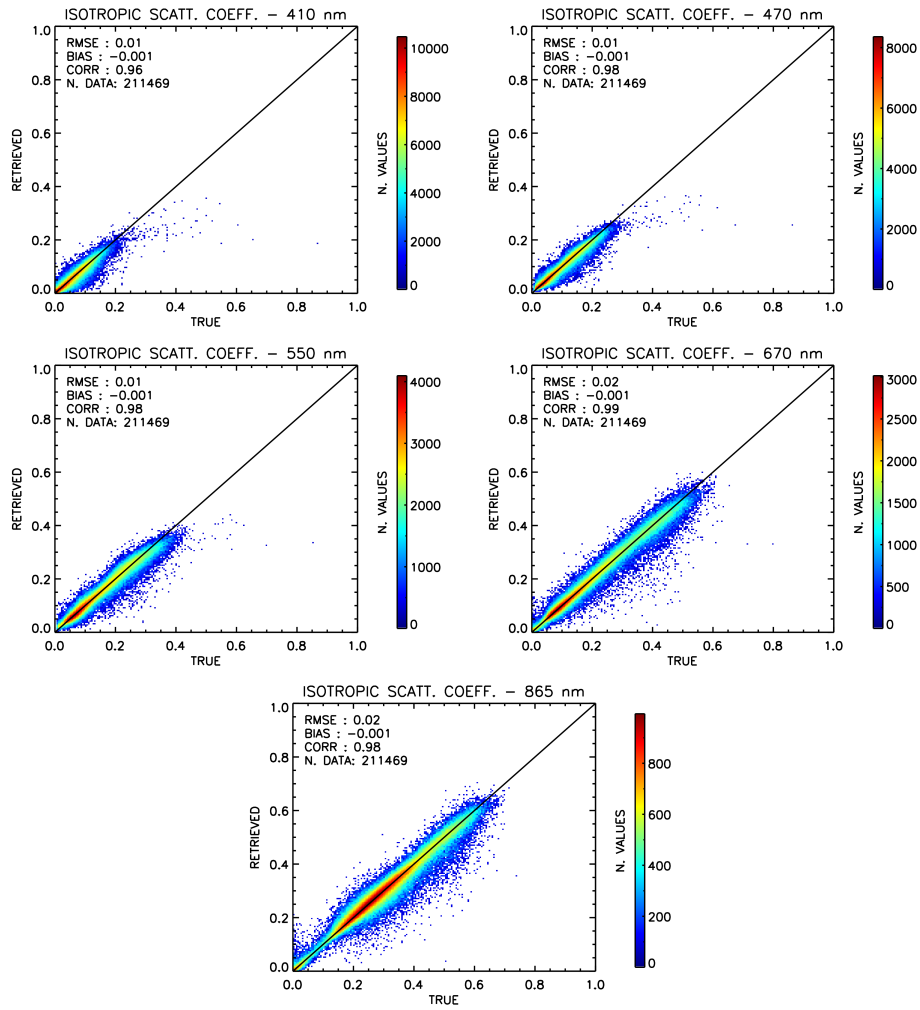 ISOTROPIC SCATT. COEFF. - 410 nm
RMSE : 0.01
BIAS : -0.001
CORR : 0.96
N. DATA: 211469
1.0
0.8
0.6
0.4
0.2
0.0
RETRIEVED
0.0 0.2 0.4 0.6 0.8 1.0
TRUE
N. VALUES
10000
8000
6000
4000
2000
0
ISOTROPIC SCATT. COEFF. - 470 nm
RMSE : 0.01
BIAS : -0.001
CORR : 0.98
N. DATA: 211469
1.0
0.8
0.6
0.4
0.2
0.0
RETRIEVED
0.0 0.2 0.4 0.6 0.8 1.0
TRUE
N. VALUES
8000
6000
4000
2000
0
ISOTROPIC SCATT. COEFF. - 550 nm
RMSE : 0.01
BIAS : -0.001
CORR : 0.98
N. DATA: 211469
1.0
0.8
0.6
0.4
0.2
0.0
RETRIEVED
0.0 0.2 0.4 0.6 0.8 1.0
TRUE
N. VALUES
4000
3000
2000
1000
0
ISOTROPIC SCATT. COEFF. - 670 nm
RMSE : 0.02
BIAS : -0.001
CORR : 0.99
N. DATA: 211469
1.0
0.8
0.6
0.4
0.2
0.0
RETRIEVED
0.0 0.2 0.4 0.6 0.8 1.0
TRUE
N. VALUES
3000
2500
2000
1500
1000
500
0
ISOTROPIC SCATT. COEFF. - 865 nm
RMSE : 0.02
BIAS : -0.001
CORR : 0.98
N. DATA: 211469
1.0
0.8
0.6
0.4
0.2
0.0
RETRIEVED
0.0 0.2 0.4 0.6 0.8 1.0
TRUE
N. VALUES
800
600
400
200
0